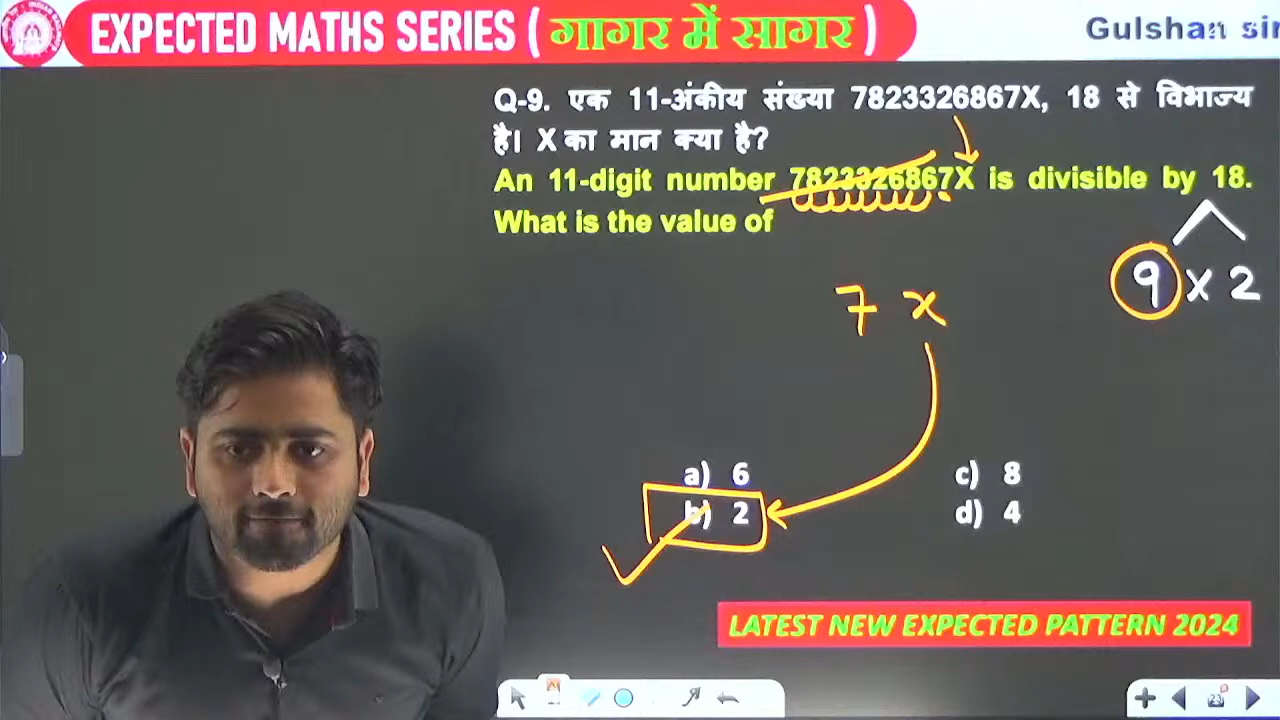 EXPECTED MATHS SERIES ( गागर में सागर )
Gulshan sir
Q-9. एक 11-अंकीय संख्या 7823326867X, 18 से विभाज्य
है। X का मान क्या है?
An 11-digit number 7823326867X is divisible by 18.
What is the value of
9 x 2
7 x
a) 6
c) 8
b) 2
d) 4
LATEST NEW EXPECTED PATTERN 2024
23